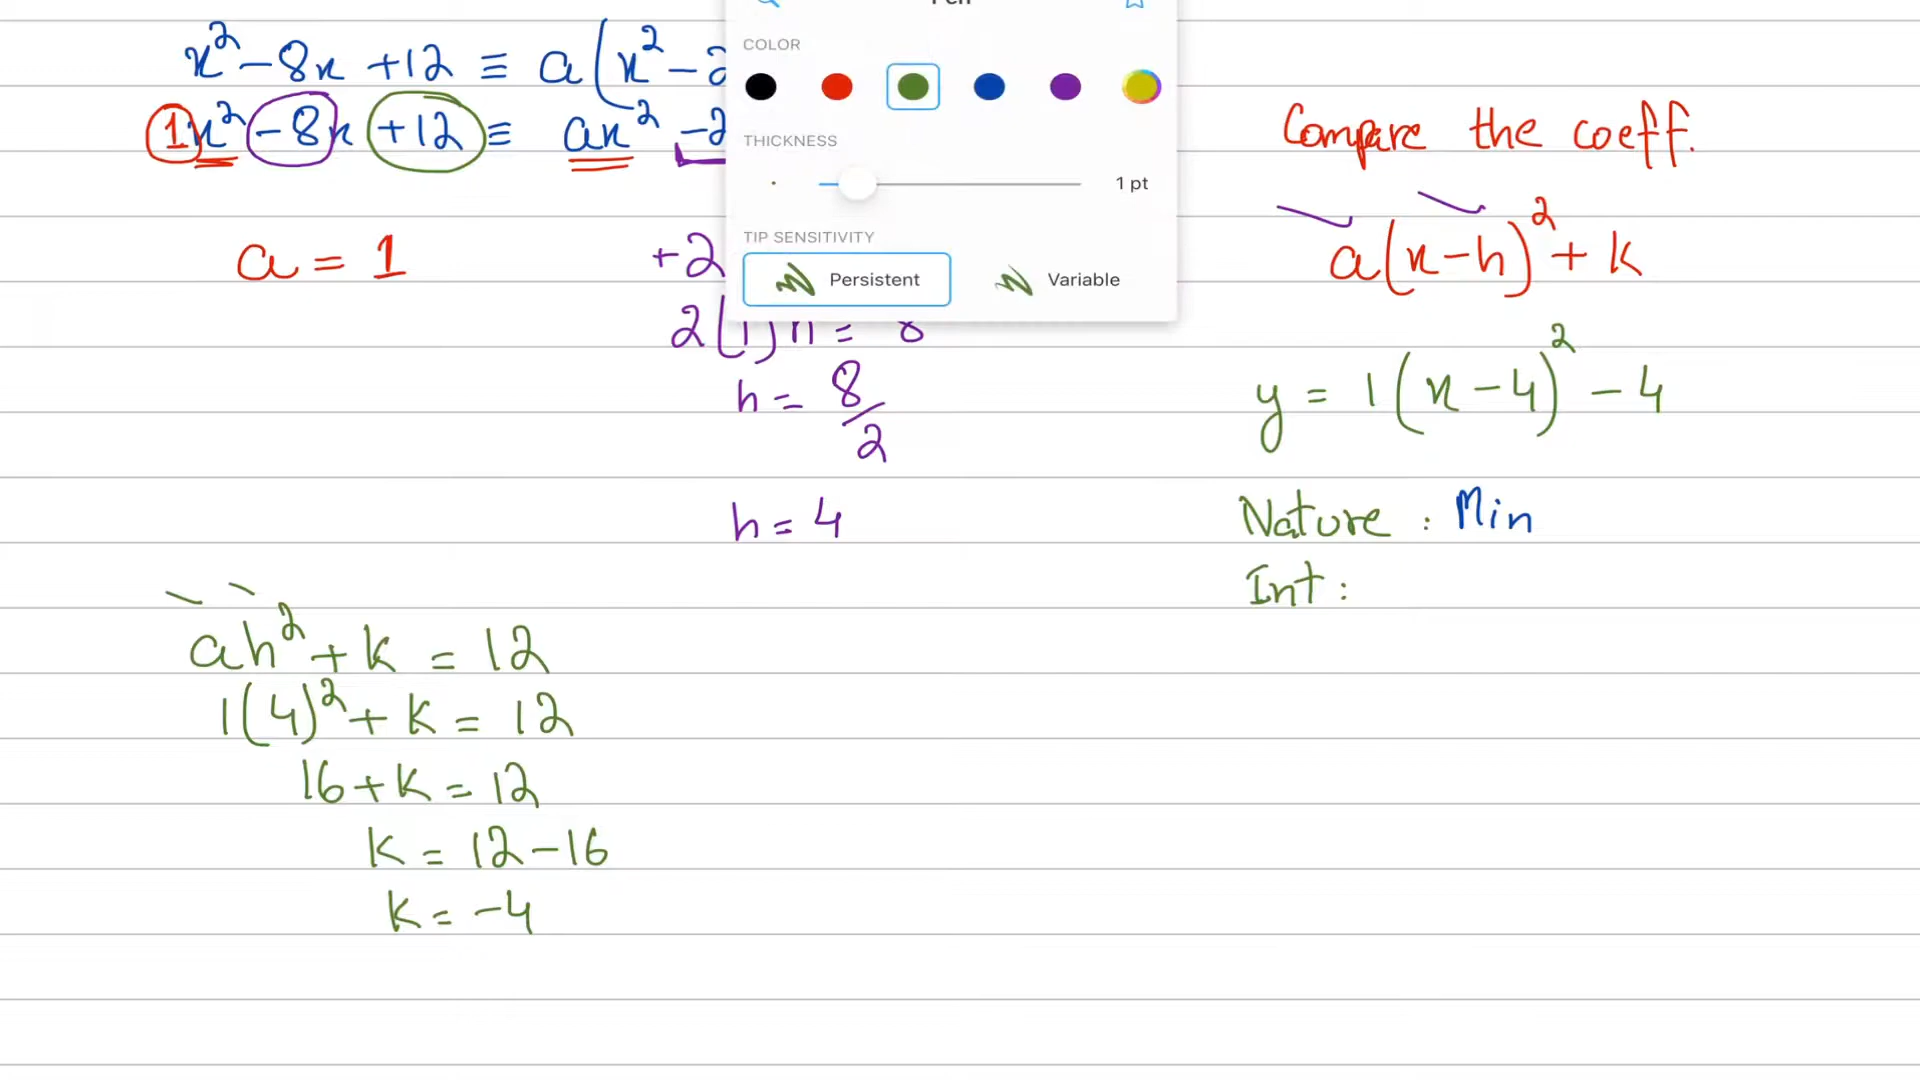 x² - 8x + 12 ≡ a(x² - 2
1x² - 8x + 12 ≡ ax² - 2
a = 1
+2
2(1)h = 8
h = 8/2
h = 4
ah² + k = 12
1(4)² + k = 12
16 + k = 12
k = 12 - 16
k = -4
COLOR
THICKNESS
1 pt
TIP SENSITIVITY
Persistent Variable
Compare the coeff.
a(x-h)² + k
y = 1(x-4)² - 4
Nature : Min
Int :